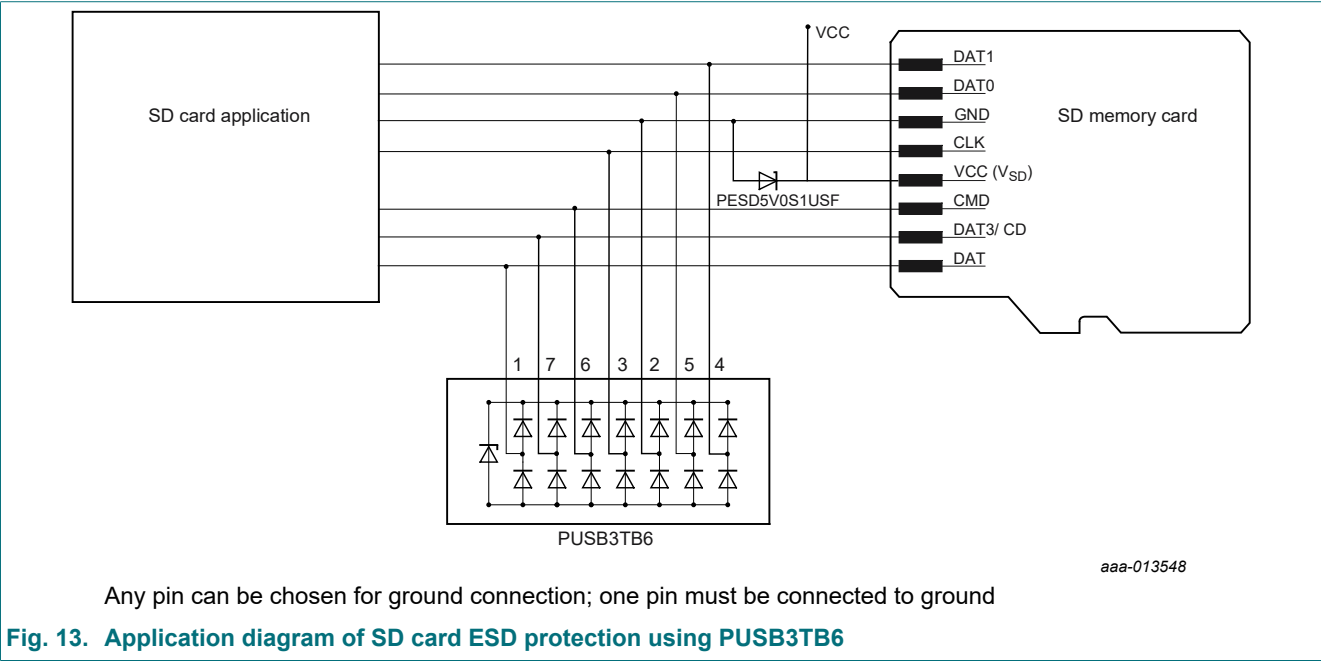 VCC
DAT1
DAT0
SD card application
GND
SD memory card
CLK
VCC (VSD)
PESD5V0S1USF
CMD
DAT3/ CD
DAT
1 7 6 3 2 5 4
PUSB3TB6
aaa-013548
Any pin can be chosen for ground connection; one pin must be connected to ground
Fig. 13. Application diagram of SD card ESD protection using PUSB3TB6